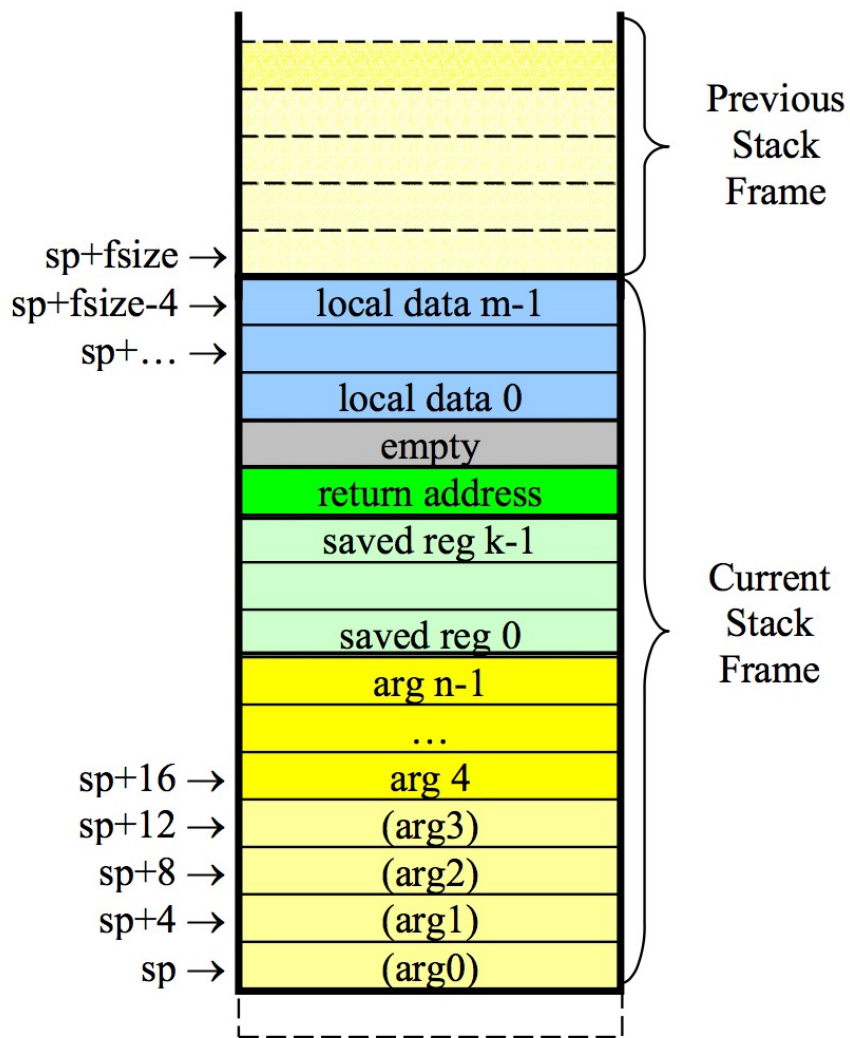 Previous
Stack
Frame
sp+fsize →
sp+fsize-4 → local data m-1
sp+… →
local data 0
empty
return address
saved reg k-1
Current
Stack
Frame
saved reg 0
arg n-1
…
sp+16 → arg 4
sp+12 → (arg3)
sp+8 → (arg2)
sp+4 → (arg1)
sp → (arg0)